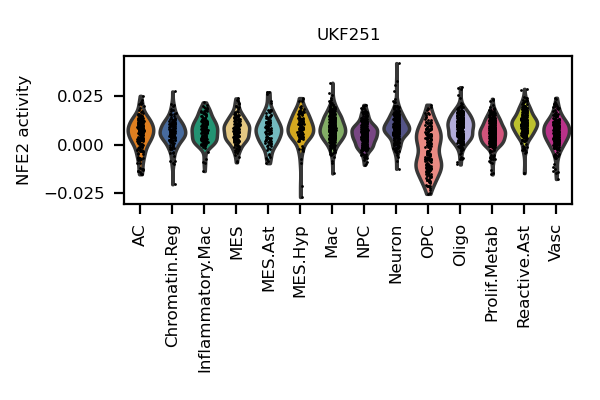 UKF251
NFE2 activity
0.025
0.000
−0.025
AC
Chromatin.Reg
Inflammatory.Mac
MES
MES.Ast
MES.Hyp
Mac
NPC
Neuron
OPC
Oligo
Prolif.Metab
Reactive.Ast
Vasc